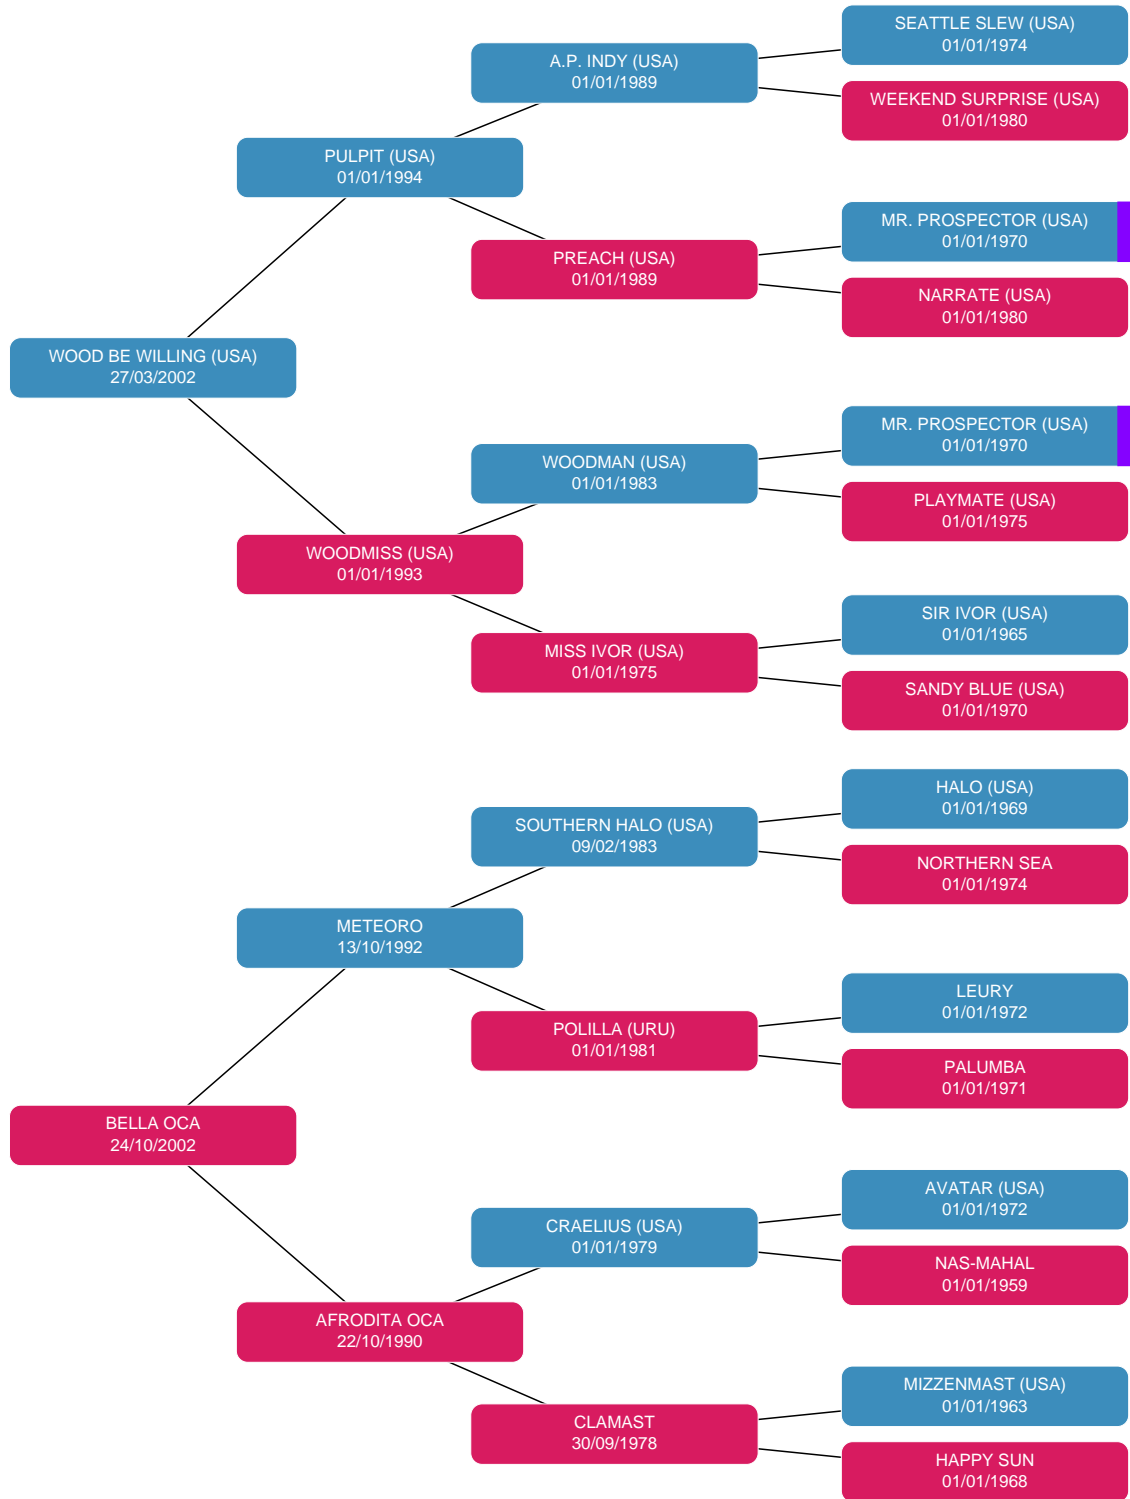 SEATTLE SLEW (USA)
01/01/1974
A.P. INDY (USA)
01/01/1989
WEEKEND SURPRISE (USA)
01/01/1980
PULPIT (USA)
01/01/1994
MR. PROSPECTOR (USA)
01/01/1970
PREACH (USA)
01/01/1989
NARRATE (USA)
01/01/1980
WOOD BE WILLING (USA)
27/03/2002
MR. PROSPECTOR (USA)
01/01/1970
WOODMAN (USA)
01/01/1983
PLAYMATE (USA)
01/01/1975
WOODMISS (USA)
01/01/1993
SIR IVOR (USA)
01/01/1965
MISS IVOR (USA)
01/01/1975
SANDY BLUE (USA)
01/01/1970
HALO (USA)
01/01/1969
SOUTHERN HALO (USA)
09/02/1983
NORTHERN SEA
01/01/1974
METEORO
13/10/1992
LEURY
01/01/1972
POLILLA (URU)
01/01/1981
PALUMBA
01/01/1971
BELLA OCA
24/10/2002
AVATAR (USA)
01/01/1972
CRAELIUS (USA)
01/01/1979
NAS-MAHAL
01/01/1959
AFRODITA OCA
22/10/1990
MIZZENMAST (USA)
01/01/1963
CLAMAST
30/09/1978
HAPPY SUN
01/01/1968